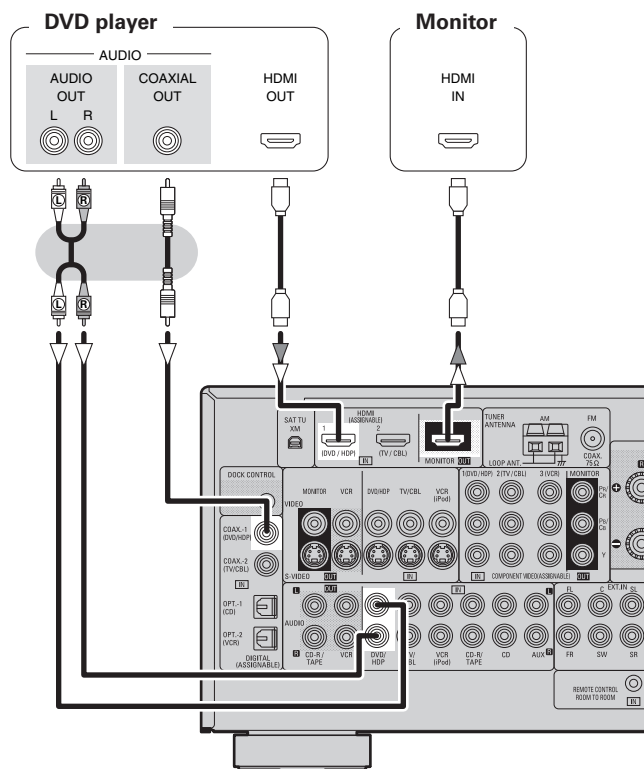 DVD player
AUDIO
AUDIO
OUT
L R
COAXIAL
OUT
HDMI
OUT
Monitor
HDMI
IN
L R
L R
SAT TU
XM
HDMI
(ASSIGNABLE)
1
(DVD / HDP)
2
(TV / CBL)
IN
MONITOR OUT
TUNER
ANTENNA
AM
FM
LOOP ANT.
COAX.
75Ω
DOCK CONTROL
COAX.-1
(DVD/HDP)
COAX.-2
(TV/CBL)
IN
OPT.-1
(CD)
OPT.-2
(VCR)
DIGITAL
(ASSIGNABLE)
MONITOR
VCR
DVD/HDP
TV/CBL
VCR
(iPod)
VIDEO
S-VIDEO
OUT
IN
1(DVD/HDP) 2(TV/CBL) 3(VCR) MONITOR
PR/
CR
PB/
CB
Y
IN COMPONENT VIDEO(ASSIGNABLE) OUT
L
OUT
IN
L
AUDIO
R
CD-R /
TAPE
VCR
DVD/
HDP
VCR
(iPod)
CD-R/
TAPE
CD
AUX
R
FL
C
EXT.IN
SL
FR
SW
SR
REMOTE CONTROL
ROOM TO ROOM
IN